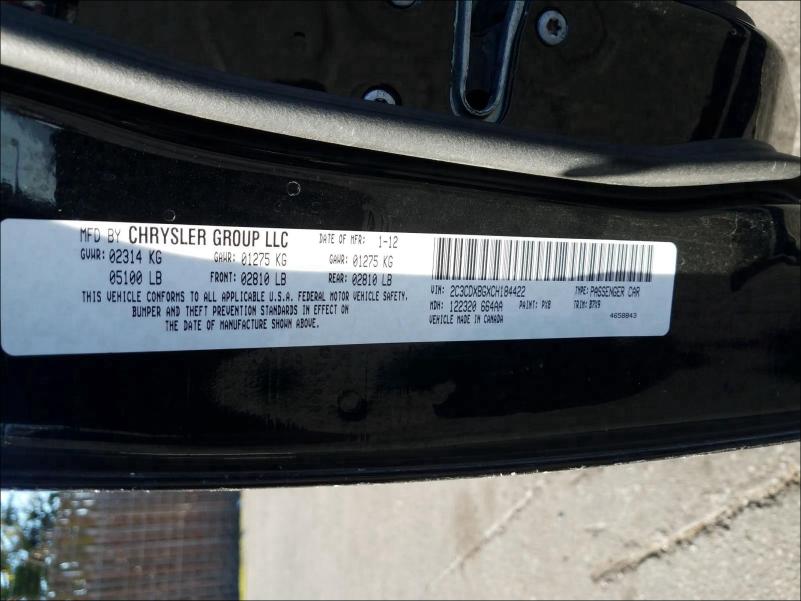 MFD BY CHRYSLER GROUP LLC DATE OF MFR: 1-12
GVWR: 02314 KG GAWR: 01275 KG GAWR: 01275 KG
05100 LB FRONT: 02810 LB REAR: 02810 LB
THIS VEHICLE CONFORMS TO ALL APPLICABLE U.S.A. FEDERAL MOTOR VEHICLE SAFETY,
BUMPER AND THEFT PREVENTION STANDARDS IN EFFECT ON
THE DATE OF MANUFACTURE SHOWN ABOVE.
VIN: 2C3CDXBGXCH184422 TYPE: PASSENGER CAR
MDH: 122320 664AA PAINT: PX8 TRIM: B7X9
VEHICLE MADE IN CANADA 4658843